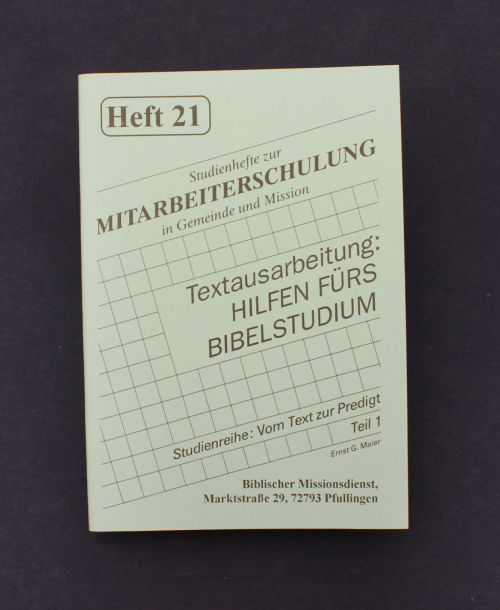 Heft 21
Studienhefte zur
MITARBEITERSCHULUNG
in Gemeinde und Mission
Textausarbeitung:
HILFEN FÜRS
BIBELSTUDIUM
Studienreihe: Vom Text zur Predigt
Teil 1
Ernst G. Maier
Biblischer Missionsdienst,
Marktstraße 29, 72793 Pfullingen